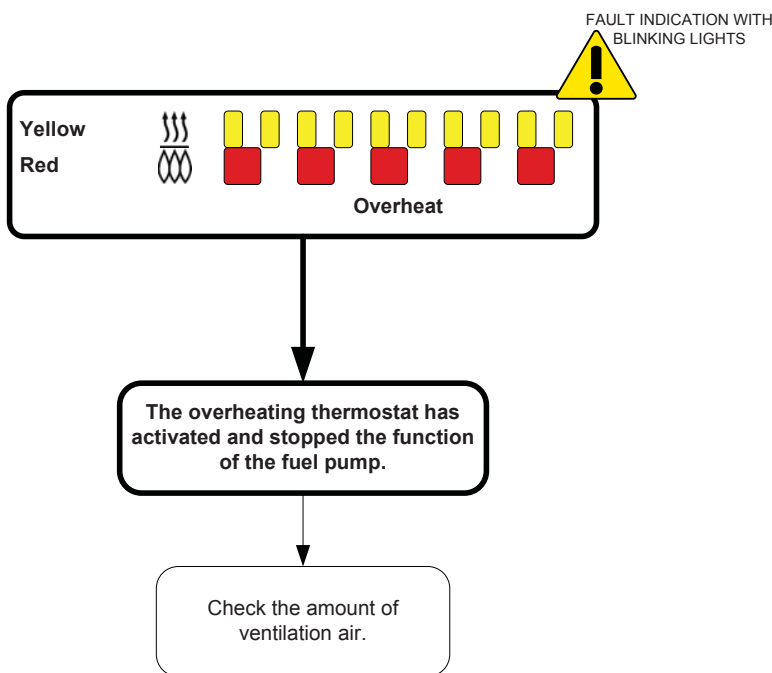 FAULT INDICATION WITH
BLINKING LIGHTS
Yellow
Red
Overheat
The overheating thermostat has
activated and stopped the function
of the fuel pump.
Check the amount of
ventilation air.